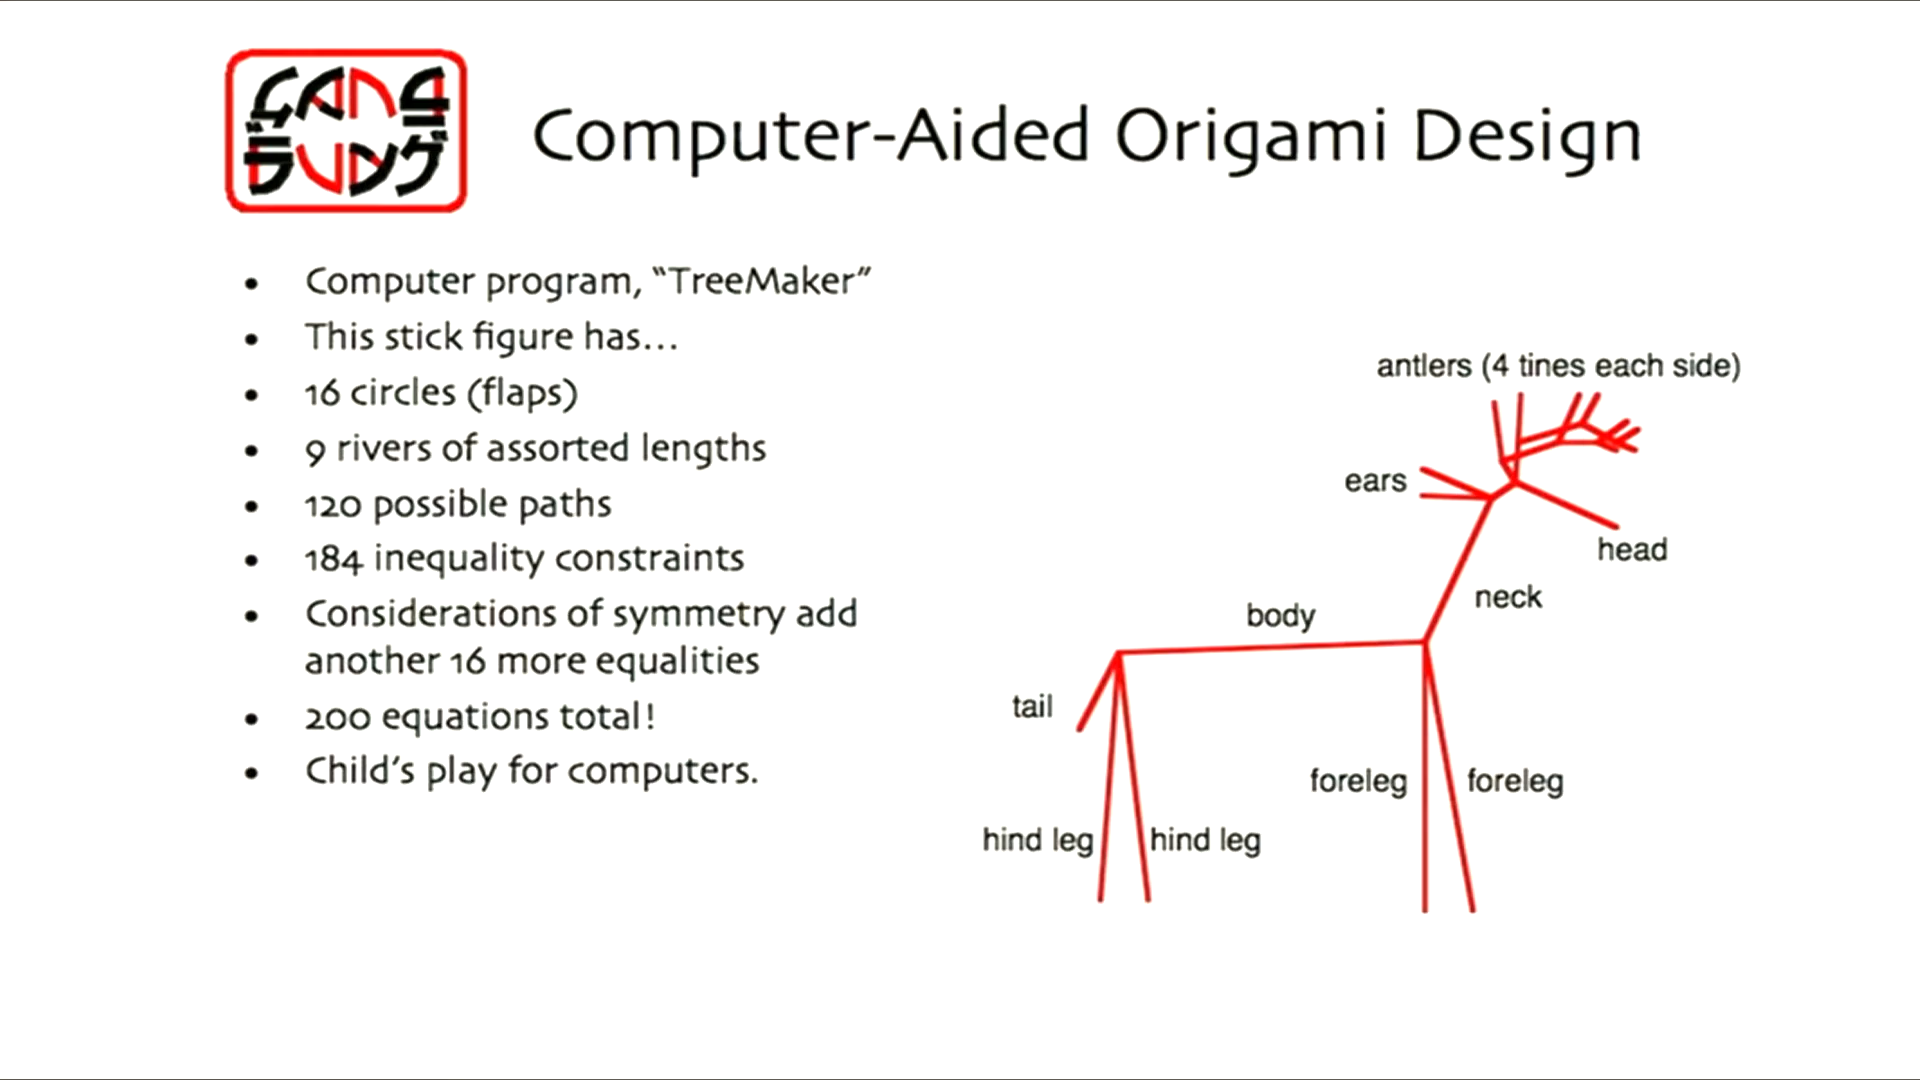 Computer-Aided Origami Design
• Computer program, “TreeMaker”
• This stick figure has…
• 16 circles (flaps)
• 9 rivers of assorted lengths
• 120 possible paths
• 184 inequality constraints
• Considerations of symmetry add
another 16 more equalities
• 200 equations total!
• Child’s play for computers.
antlers (4 tines each side)
ears
head
neck
body
tail
foreleg foreleg
hind leg hind leg